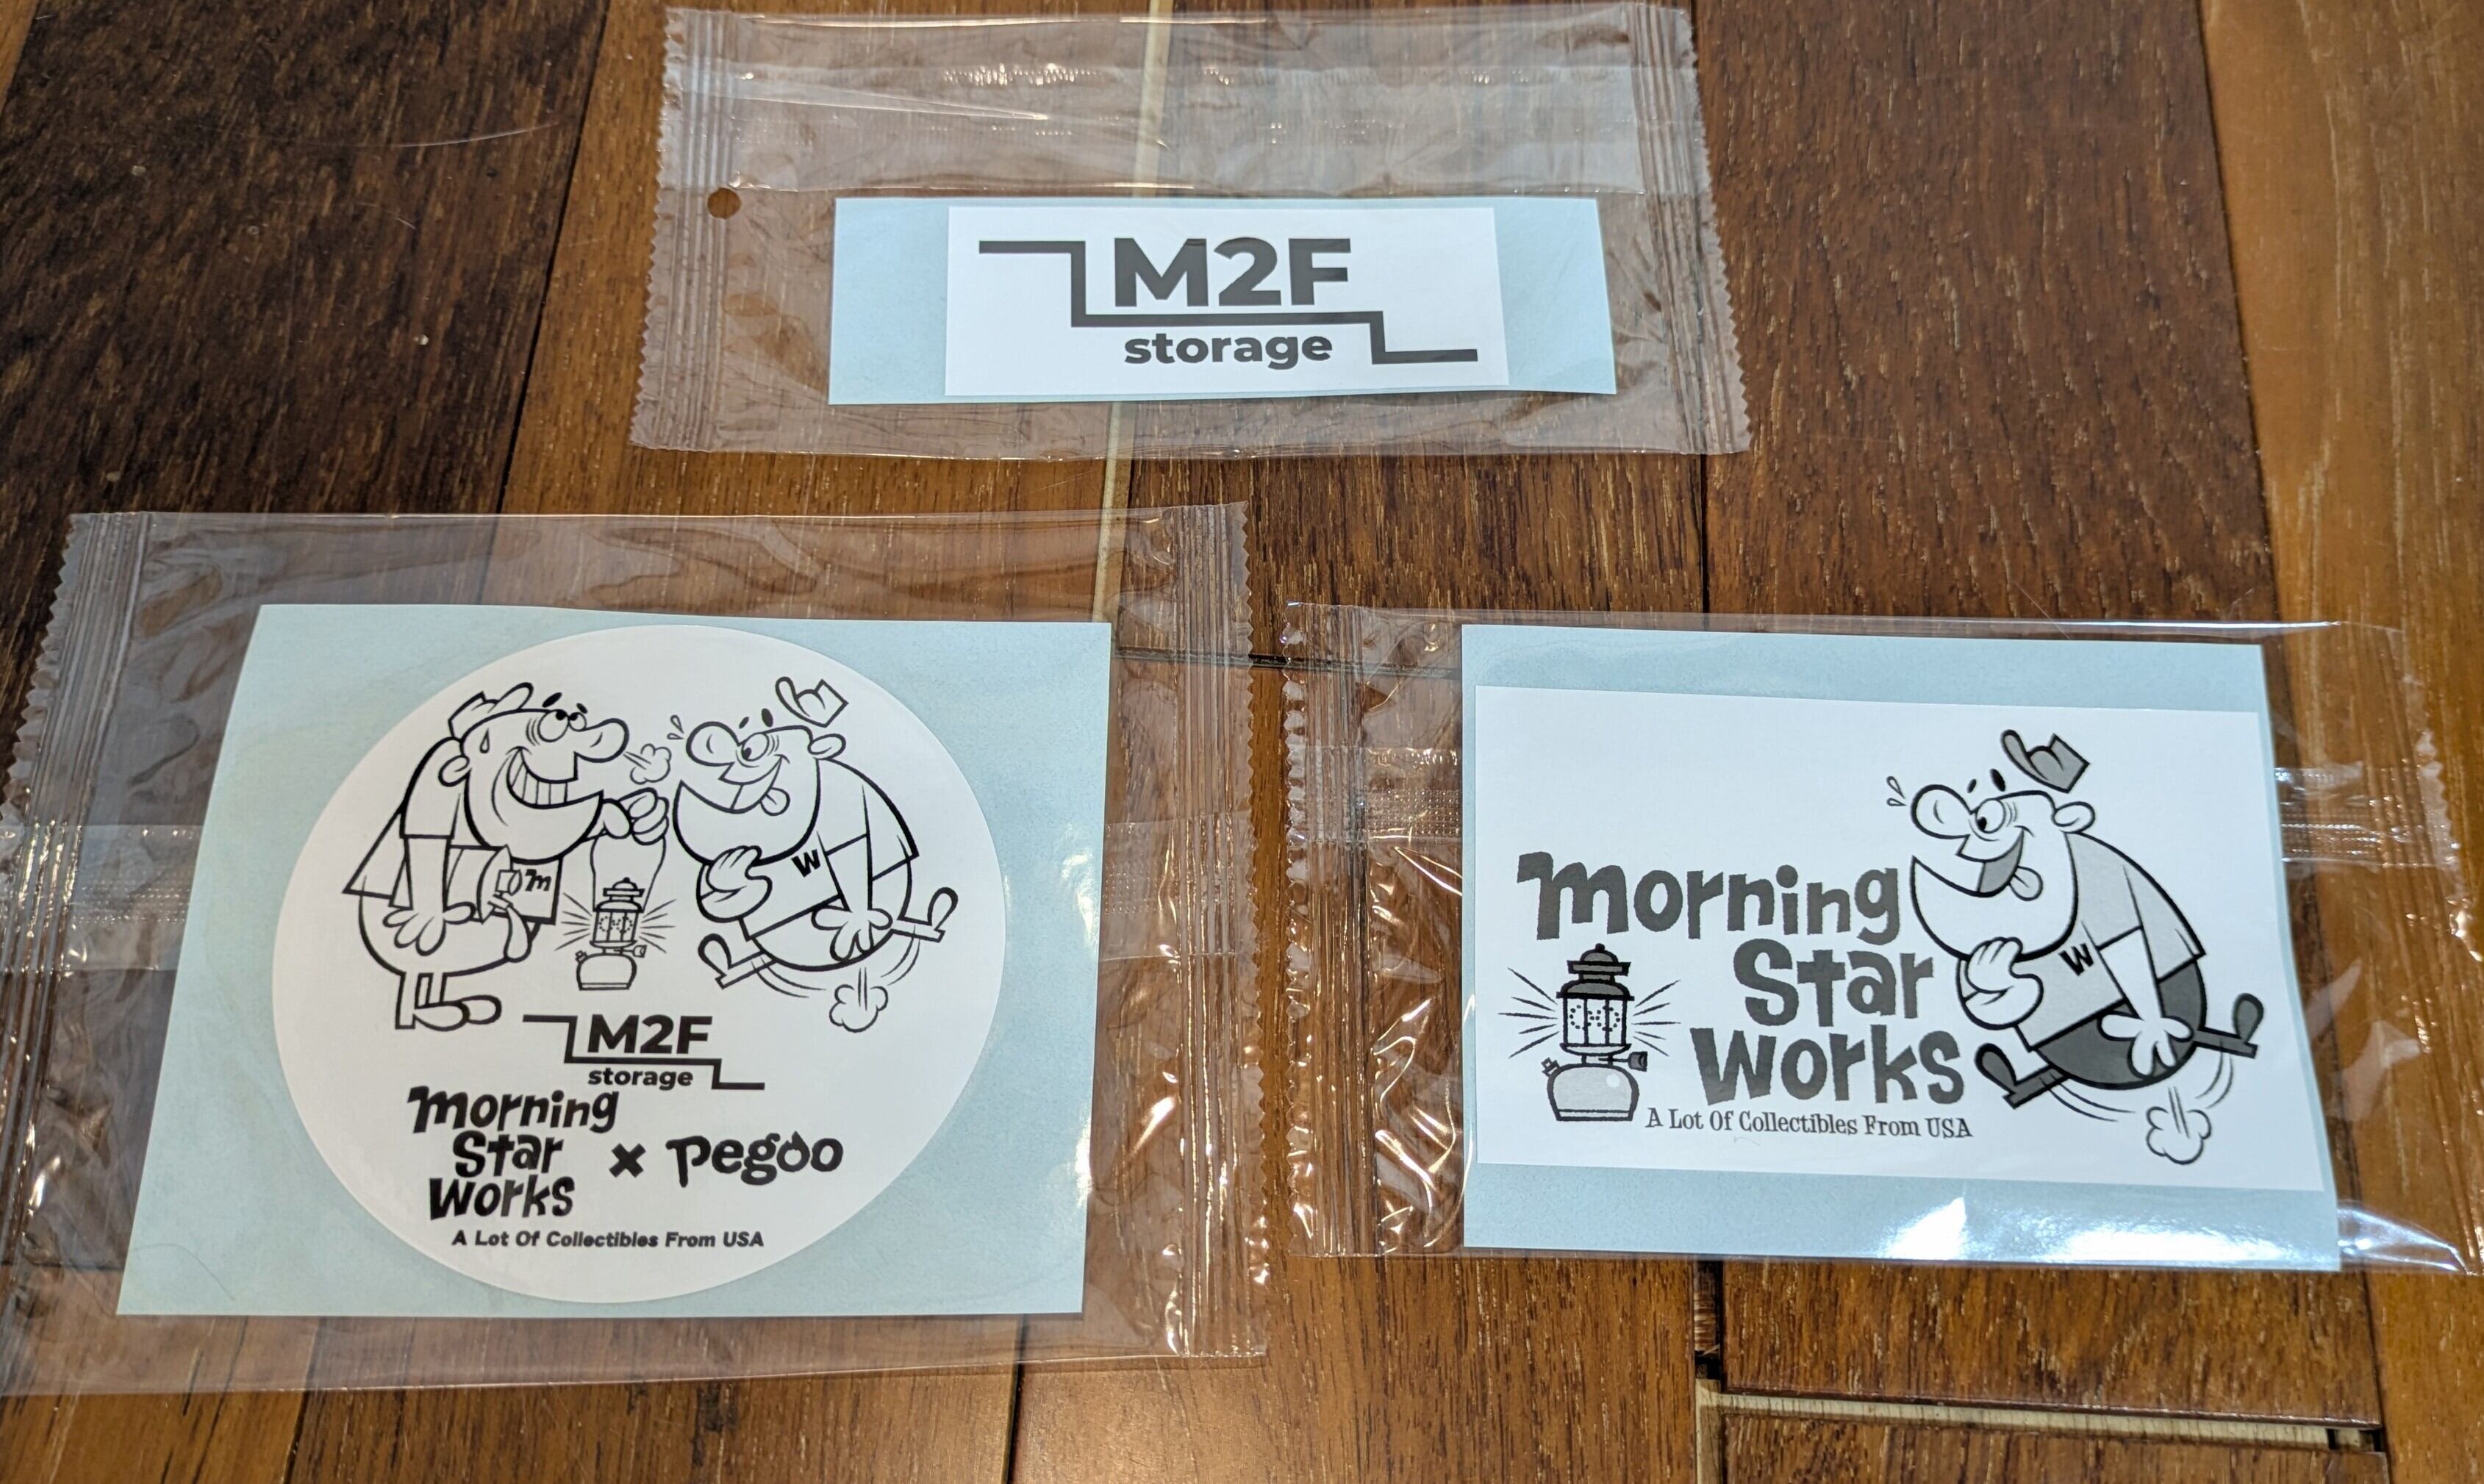 M2F
storage
W
m
M2F
storage
morning
Star
works
× pegoo
A Lot Of Collectibles From USA
morning
Star
works
W
A Lot Of Collectibles From USA